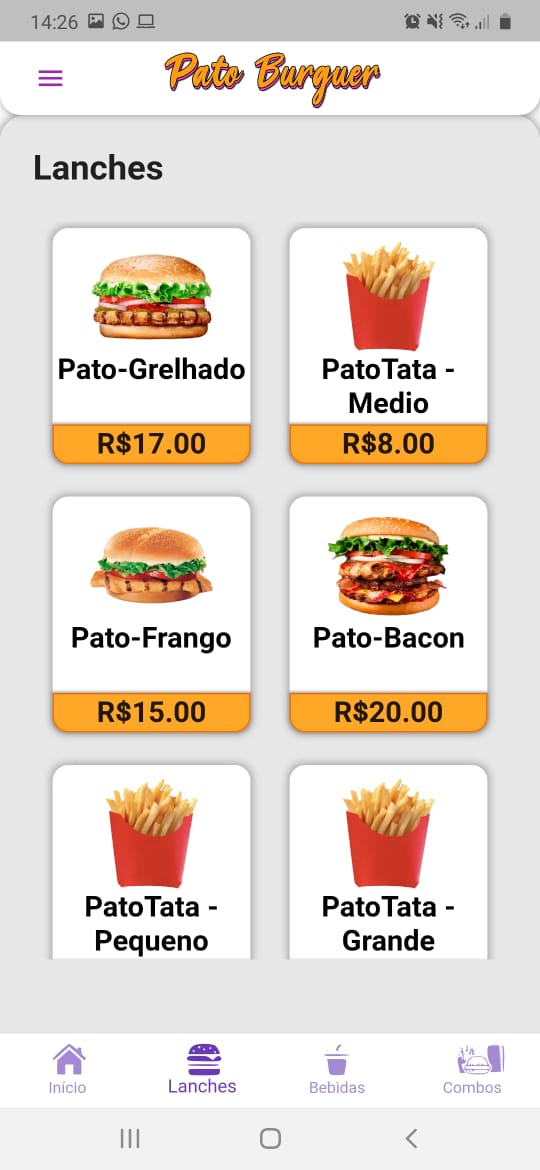 14:26
Pato Burguer
Lanches
Pato-Grelhado
R$17.00
PatoTata -
Medio
R$8.00
Pato-Frango
R$15.00
Pato-Bacon
R$20.00
PatoTata -
Pequeno
PatoTata -
Grande
Início
Lanches
Bebidas
Combos